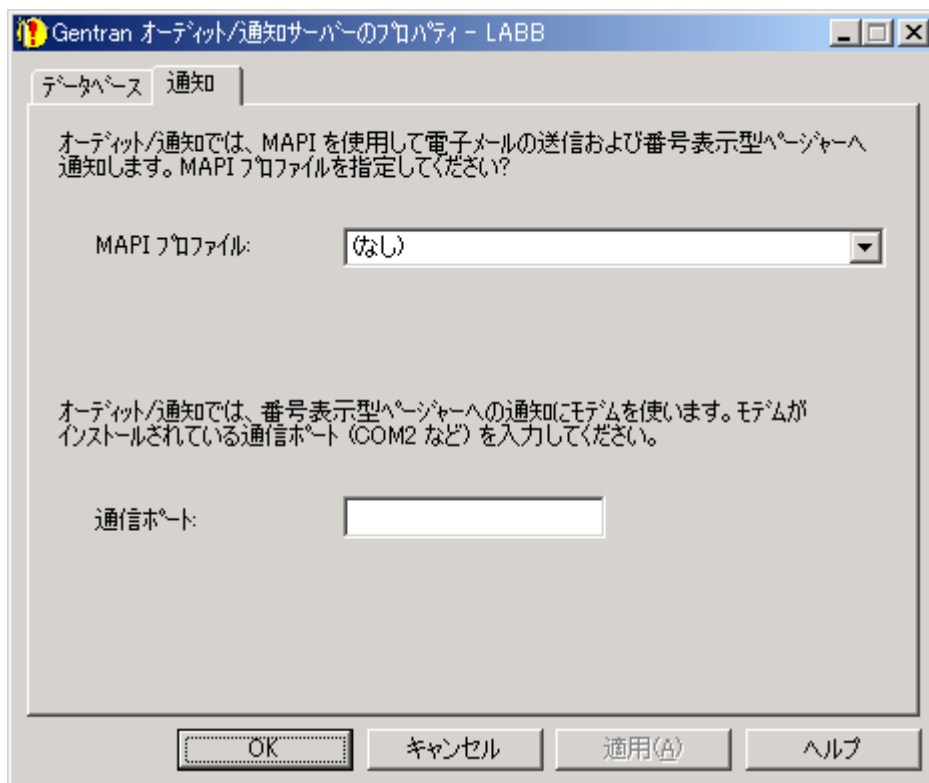 Gentran オーディット/通知サーバーのプロパティ - LABB
データベース 通知
オーディット/通知では、MAPI を使用して電子メールの送信および番号表示型ページャーへ
通知します。MAPI プロファイルを指定してください?
MAPI プロファイル: (なし)
オーディット/通知では、番号表示型ページャーへの通知にモデムを使います。モデムが
インストールされている通信ポート (COM2 など) を入力してください。
通信ポート:
OK キャンセル 適用(A) ヘルプ